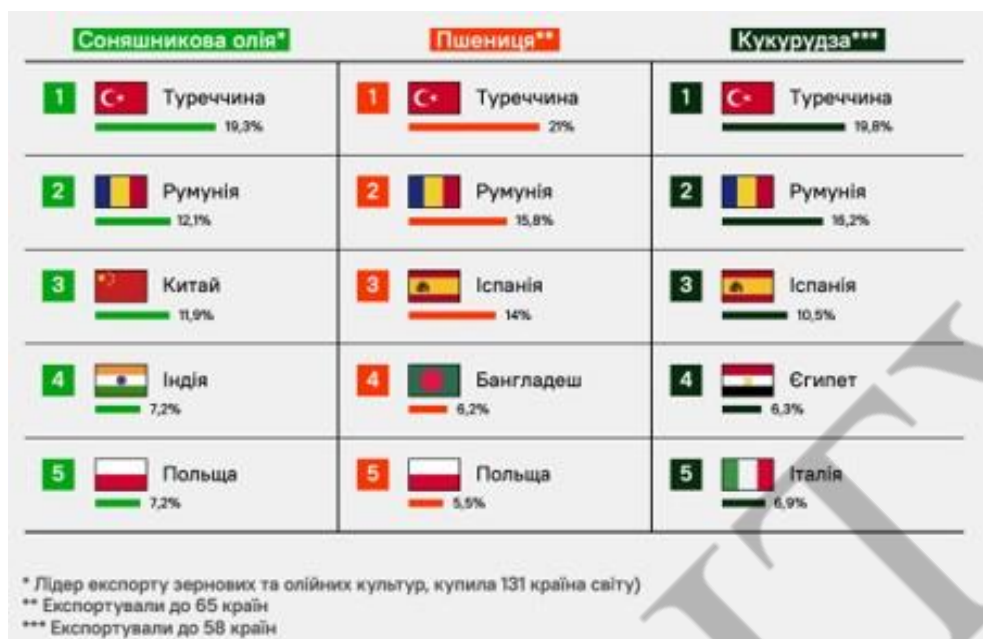 Соняшникова олія* Пшениця** Кукурудза***
1 Туреччина 1 Туреччина 1 Туреччина
19,3% 21% 19,8%
2 Румунія 2 Румунія 2 Румунія
12,1% 15,8% 16,2%
3 Китай 3 Іспанія 3 Іспанія
11,9% 14% 10,5%
4 Індія 4 Бангладеш 4 Єгипет
7,2% 6,2% 6,3%
5 Польща 5 Польща 5 Італія
7,2% 5,5% 6,9%
* Лідер експорту зернових та олійних культур, купила 131 країна світу)
** Експортували до 65 країн
*** Експортували до 58 країн